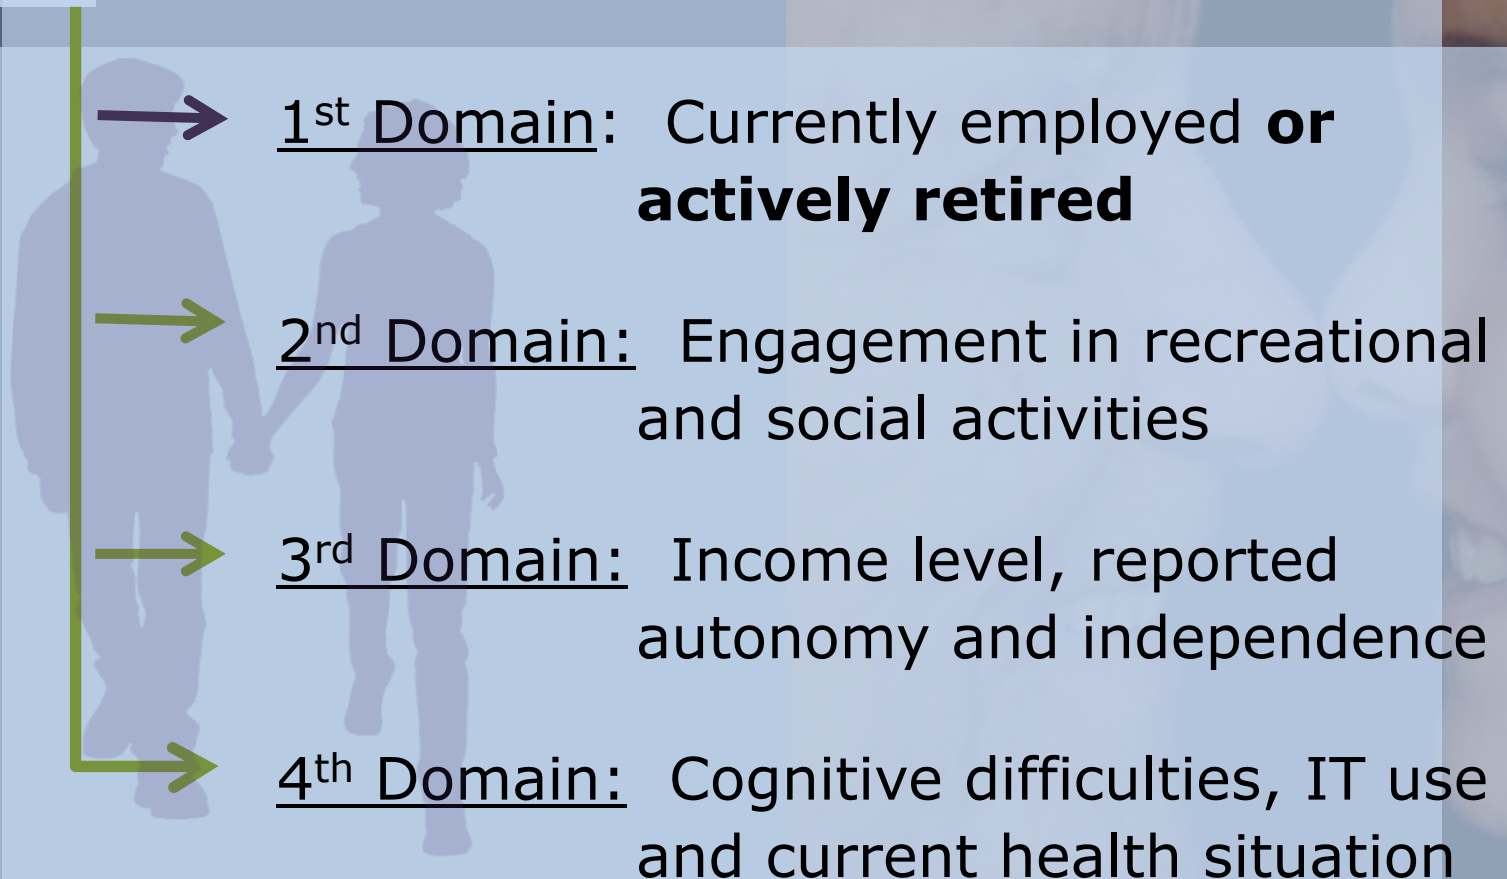 1st Domain: Currently employed or
actively retired
2nd Domain: Engagement in recreational
and social activities
3rd Domain: Income level, reported
autonomy and independence
4th Domain: Cognitive difficulties, IT use
and current health situation